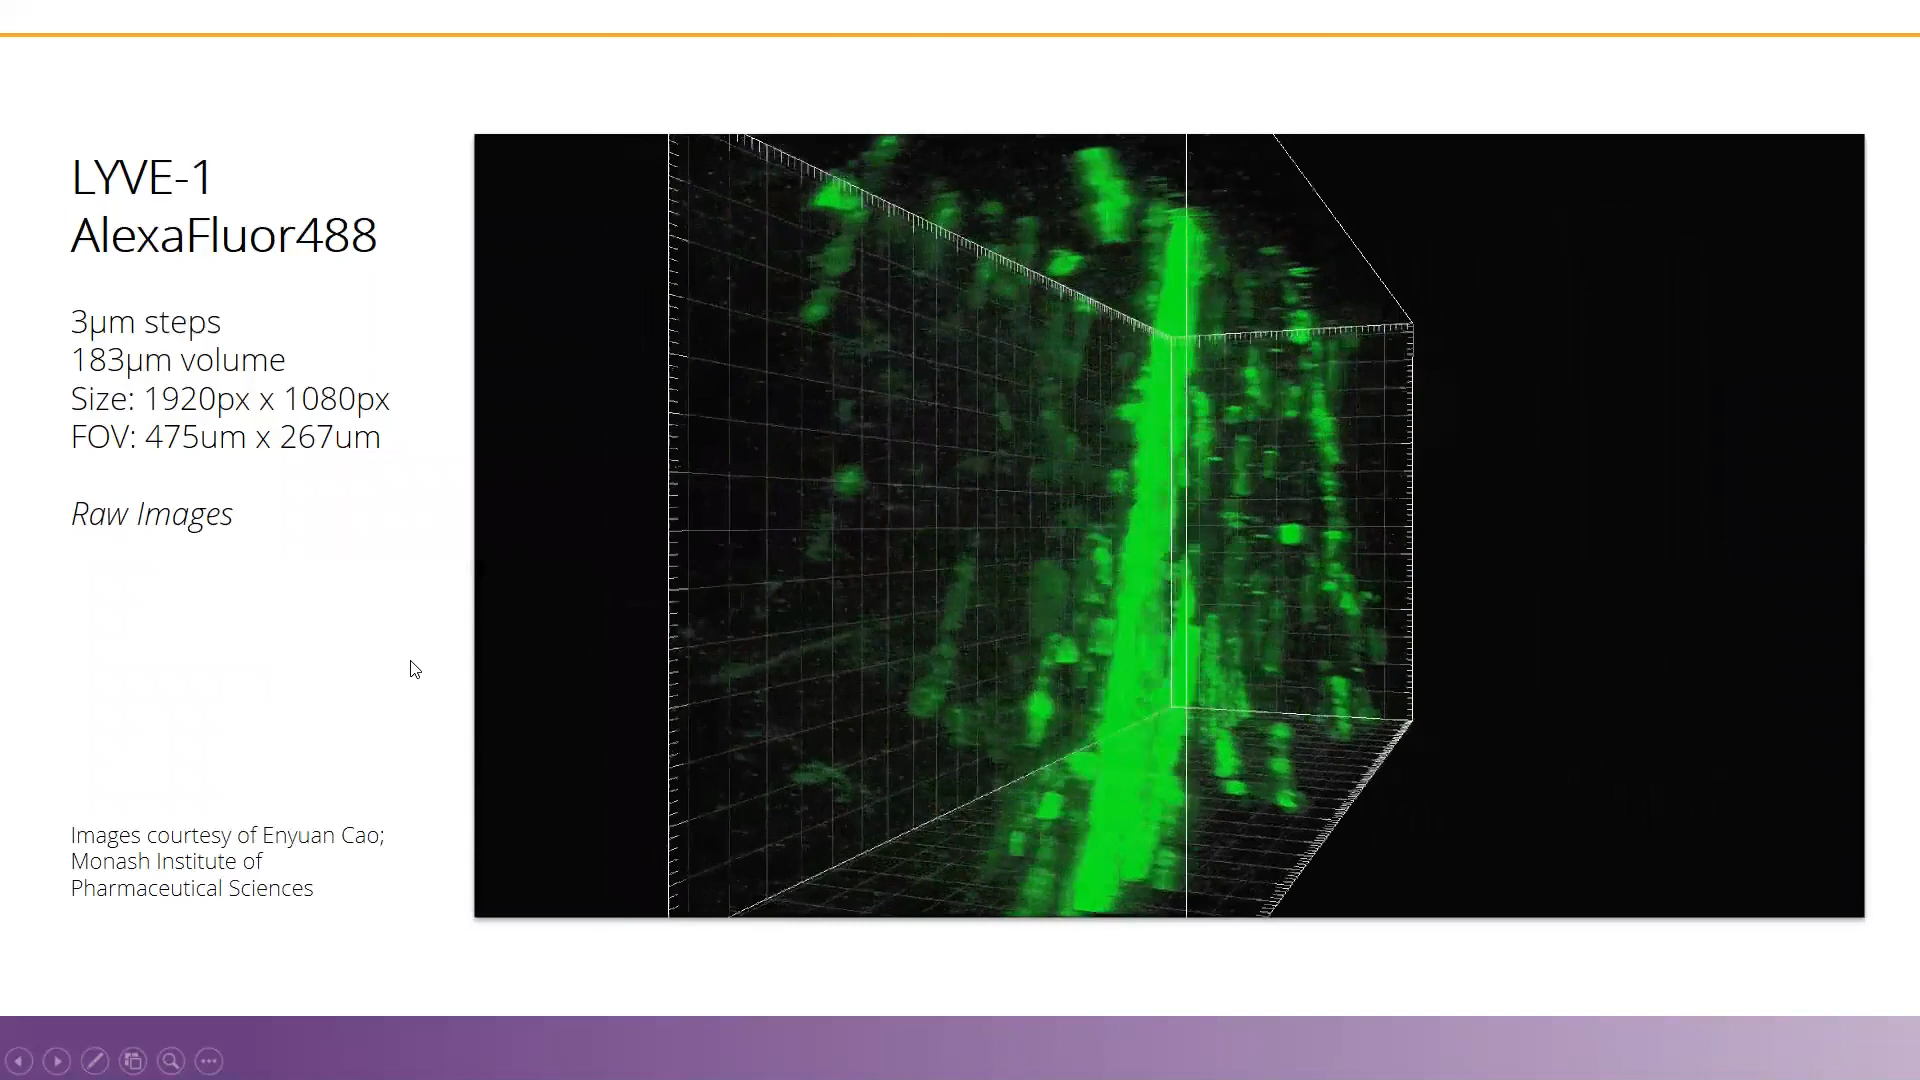 LYVE-1
AlexaFluor488
3µm steps
183µm volume
Size: 1920px x 1080px
FOV: 475um x 267um
Raw Images
Images courtesy of Enyuan Cao;
Monash Institute of
Pharmaceutical Sciences